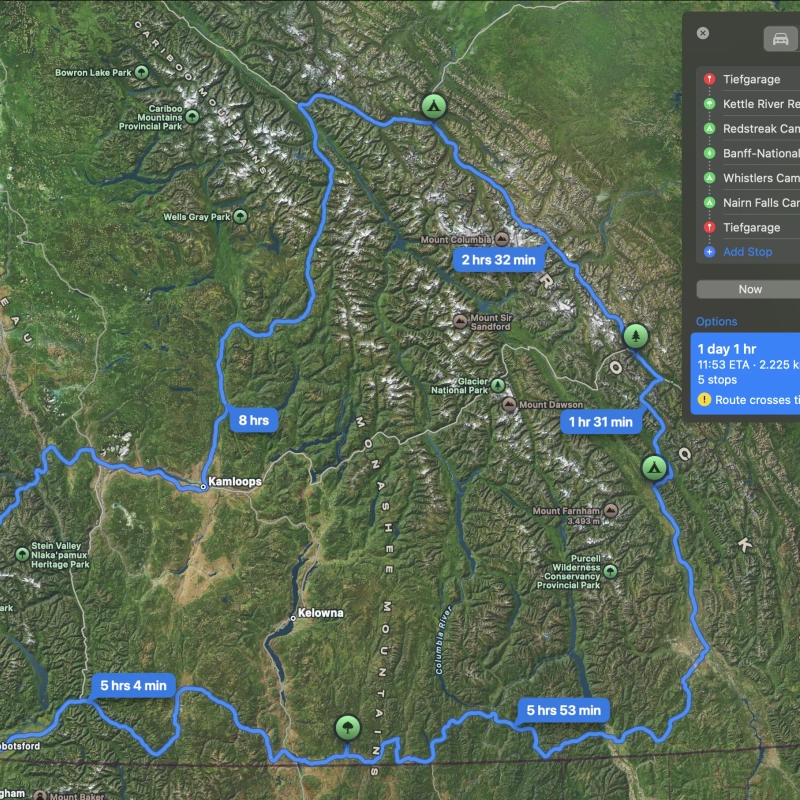 CARIBOO MOUNTAINS
Bowron Lake Park
Cariboo
Mountains
Provincial Park
Wells Gray Park
Mount Columbia
2 hrs 32 min
Mount Sir
Sandford
Glacier
National Park
Mount Dawson
1 hr 31 min
8 hrs
Kamloops
MONASHEE MOUNTAINS
Mount Farnham
3.493 m
Stein Valley
Nlaka'pamux
Heritage Park
Purcell
Wilderness
Conservancy
Provincial Park
Kelowna
Columbia River
5 hrs 4 min
5 hrs 53 min
botsford
gham
Mount Baker
EAU
R
O
O
K
ark
Tiefgarage
Kettle River Re
Redstreak Can
Banff-National
Whistlers Cam
Nairn Falls Car
Tiefgarage
Add Stop
Now
Options
1 day 1 hr
11:53 ETA · 2.225 k
5 stops
! Route crosses ti